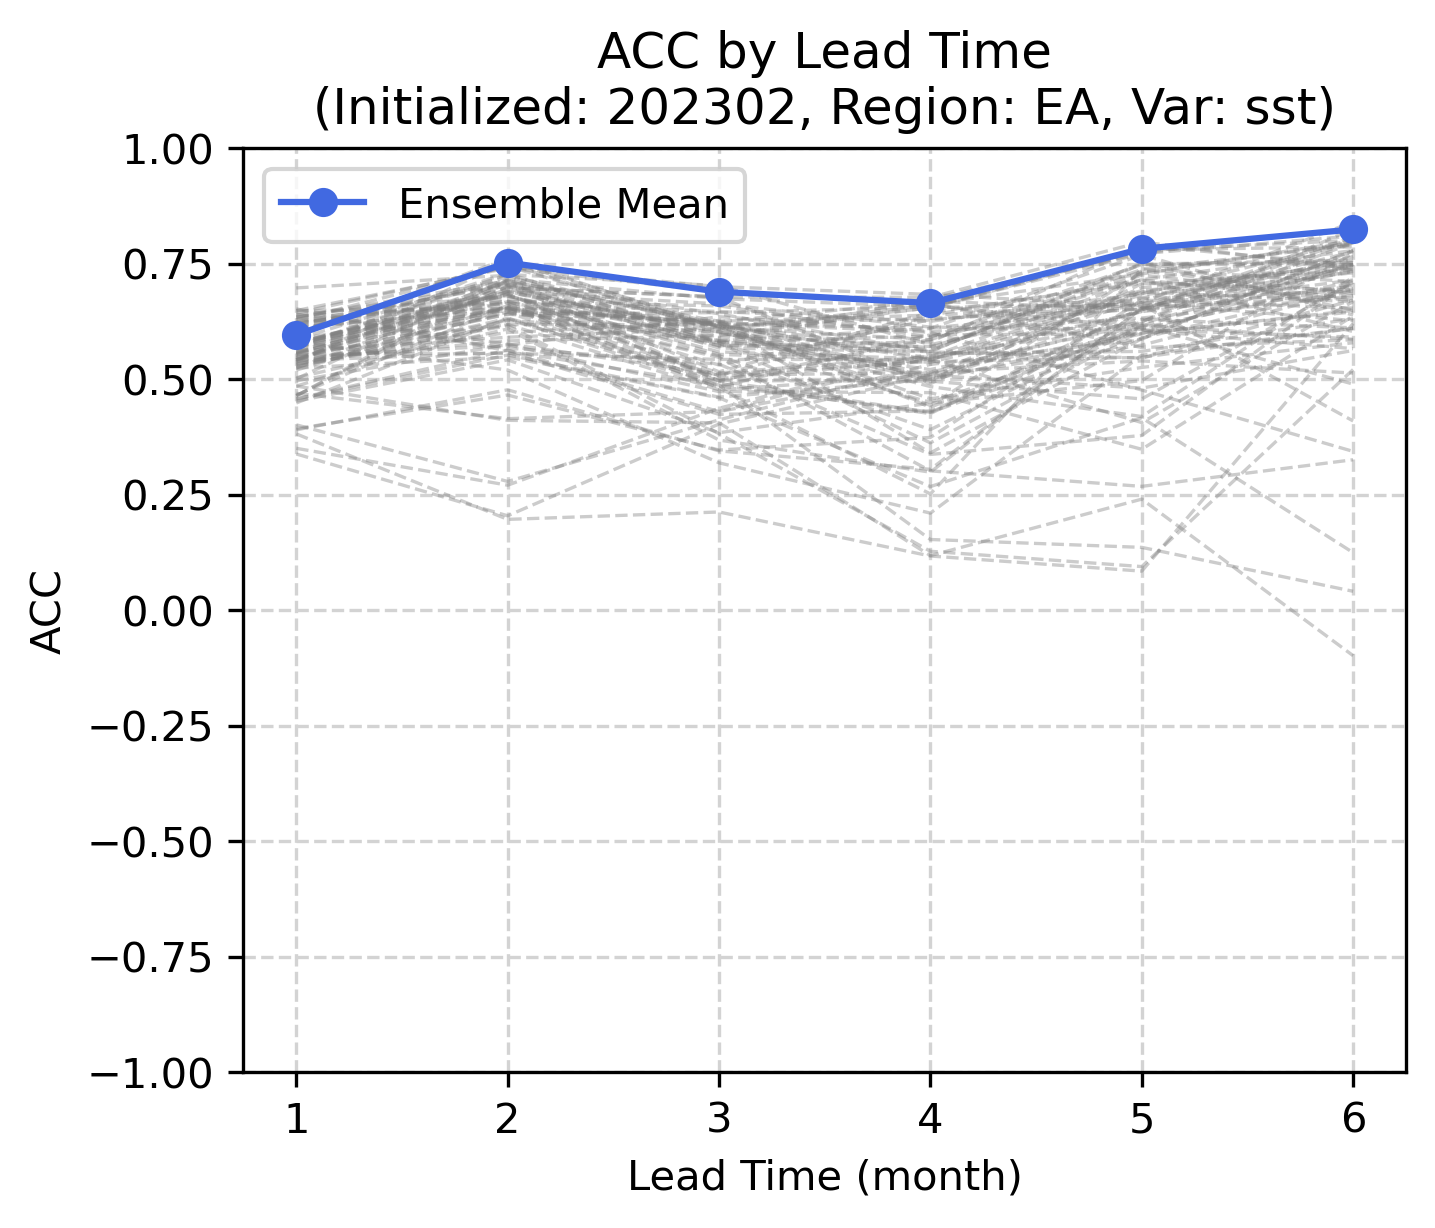 ACC by Lead Time
(Initialized: 202302, Region: EA, Var: sst)
Ensemble Mean
1.00
0.75
0.50
0.25
0.00
−0.25
−0.50
−0.75
−1.00
ACC
1 2 3 4 5 6
Lead Time (month)